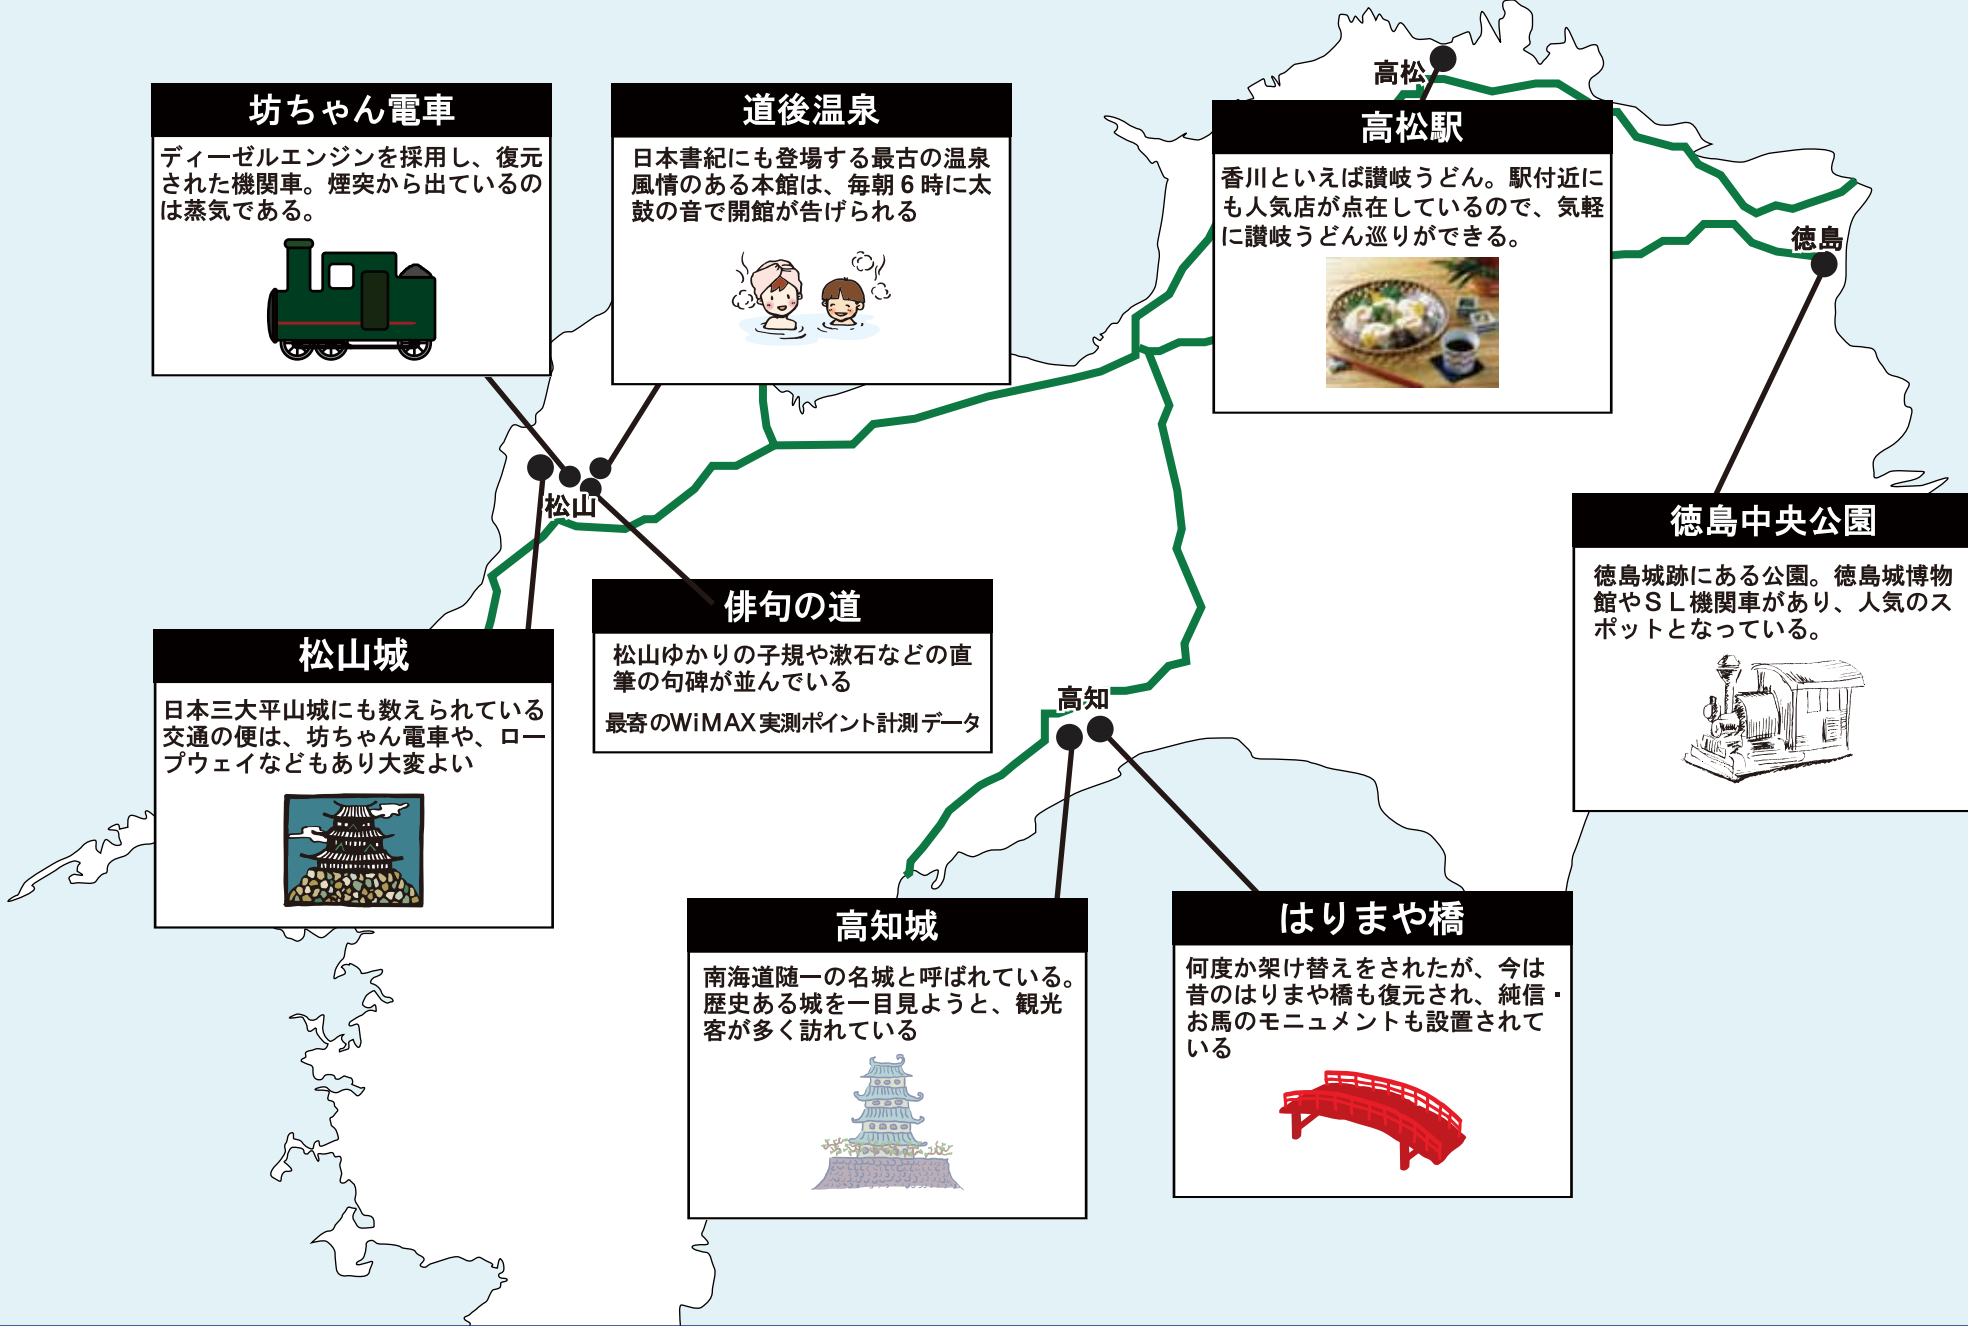 坊ちゃん電車
ディーゼルエンジンを採用し、復元
された機関車。煙突から出ているの
は蒸気である。
道後温泉
日本書紀にも登場する最古の温泉
風情のある本館は、毎朝６時に太
鼓の音で開館が告げられる
高松
高松駅
香川といえば讃岐うどん。駅付近に
も人気店が点在しているので、気軽
に讃岐うどん巡りができる。
徳島
徳島中央公園
徳島城跡にある公園。徳島城博物
館やＳＬ機関車があり、人気のス
ポットとなっている。
松山
松山城
日本三大平山城にも数えられている
交通の便は、坊ちゃん電車や、ロー
プウェイなどもあり大変よい
俳句の道
松山ゆかりの子規や漱石などの直
筆の句碑が並んでいる
最寄のWiMAX実測ポイント計測データ
高知
高知城
南海道随一の名城と呼ばれている。
歴史ある城を一目見ようと、観光
客が多く訪れている
はりまや橋
何度か架け替えをされたが、今は
昔のはりまや橋も復元され、純信・
お馬のモニュメントも設置されて
いる